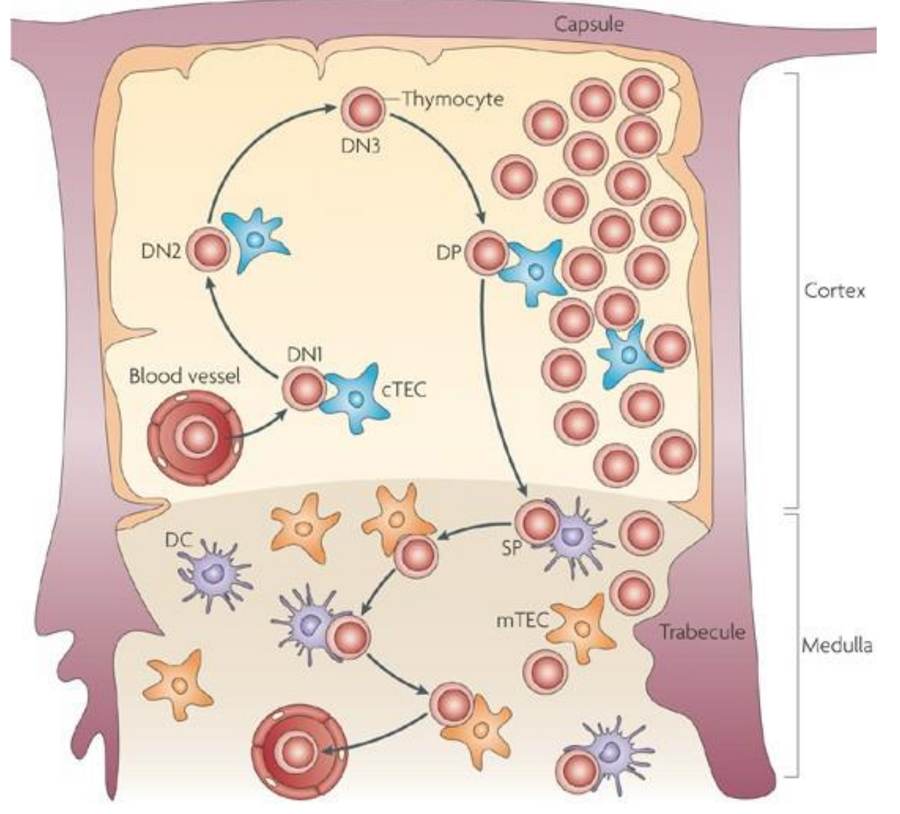 Capsule
Thymocyte
DN3
DN2
DP
Cortex
DN1
Blood vessel
cTEC
DC
SP
mTEC
Trabecule
Medulla